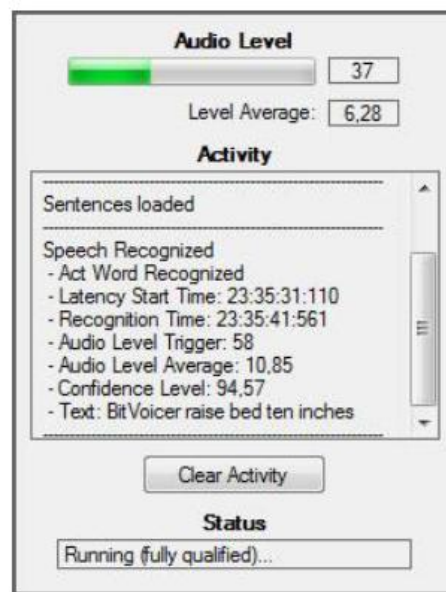 Audio Level
37
Level Average: 6,28
Activity
Sentences loaded
Speech Recognized
- Act Word Recognized
- Latency Start Time: 23:35:31:110
- Recognition Time: 23:35:41:561
- Audio Level Trigger: 58
- Audio Level Average: 10,85
- Confidence Level: 94,57
- Text: BitVoicer raise bed ten inches
Clear Activity
Status
Running (fully qualified)...